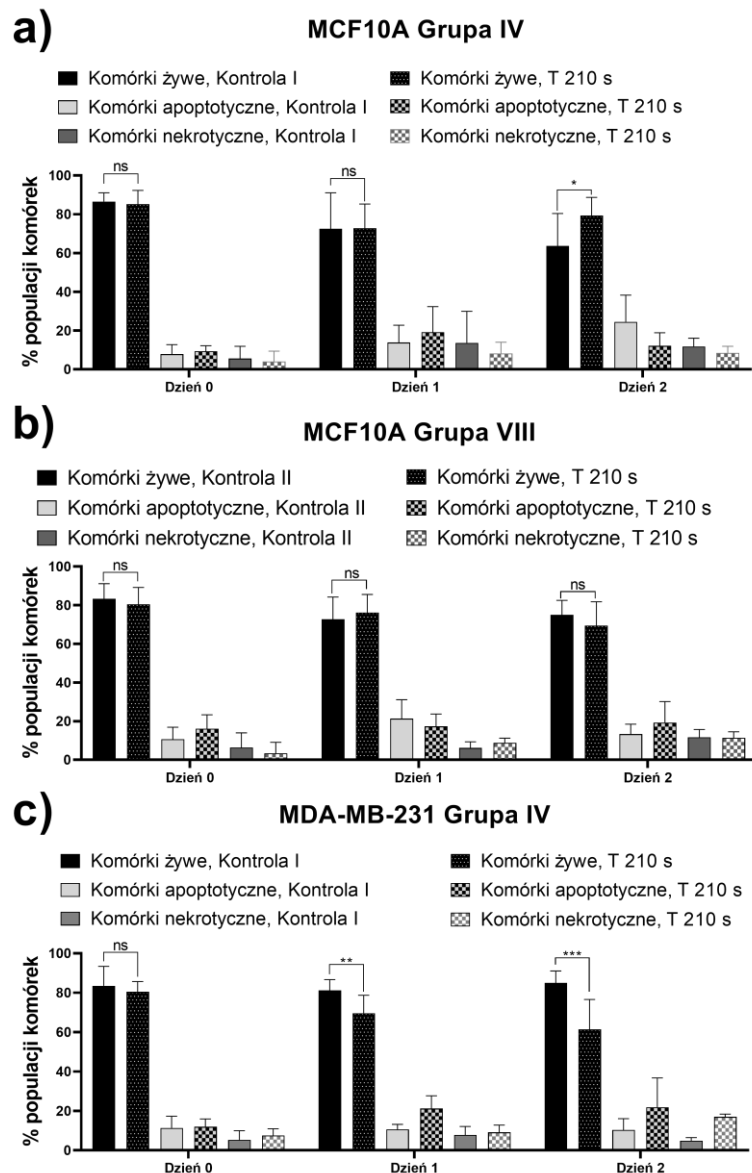 a)
MCF10A Grupa IV
Komórki żywe, Kontrola I
Komórki żywe, T 210 s
Komórki apoptotyczne, Kontrola I
Komórki apoptotyczne, T 210 s
Komórki nekrotyczne, Kontrola I
Komórki nekrotyczne, T 210 s
% populacji komórek
100
80
60
40
20
0
ns
ns
*
Dzień 0
Dzień 1
Dzień 2
b)
MCF10A Grupa VIII
Komórki żywe, Kontrola II
Komórki żywe, T 210 s
Komórki apoptotyczne, Kontrola II
Komórki apoptotyczne, T 210 s
Komórki nekrotyczne, Kontrola II
Komórki nekrotyczne, T 210 s
% populacji komórek
100
80
60
40
20
0
ns
ns
ns
Dzień 0
Dzień 1
Dzień 2
c)
MDA-MB-231 Grupa IV
Komórki żywe, Kontrola I
Komórki żywe, T 210 s
Komórki apoptotyczne, Kontrola I
Komórki apoptotyczne, T 210 s
Komórki nekrotyczne, Kontrola I
Komórki nekrotyczne, T 210 s
% populacji komórek
100
80
60
40
20
0
ns
**
***
Dzień 0
Dzień 1
Dzień 2